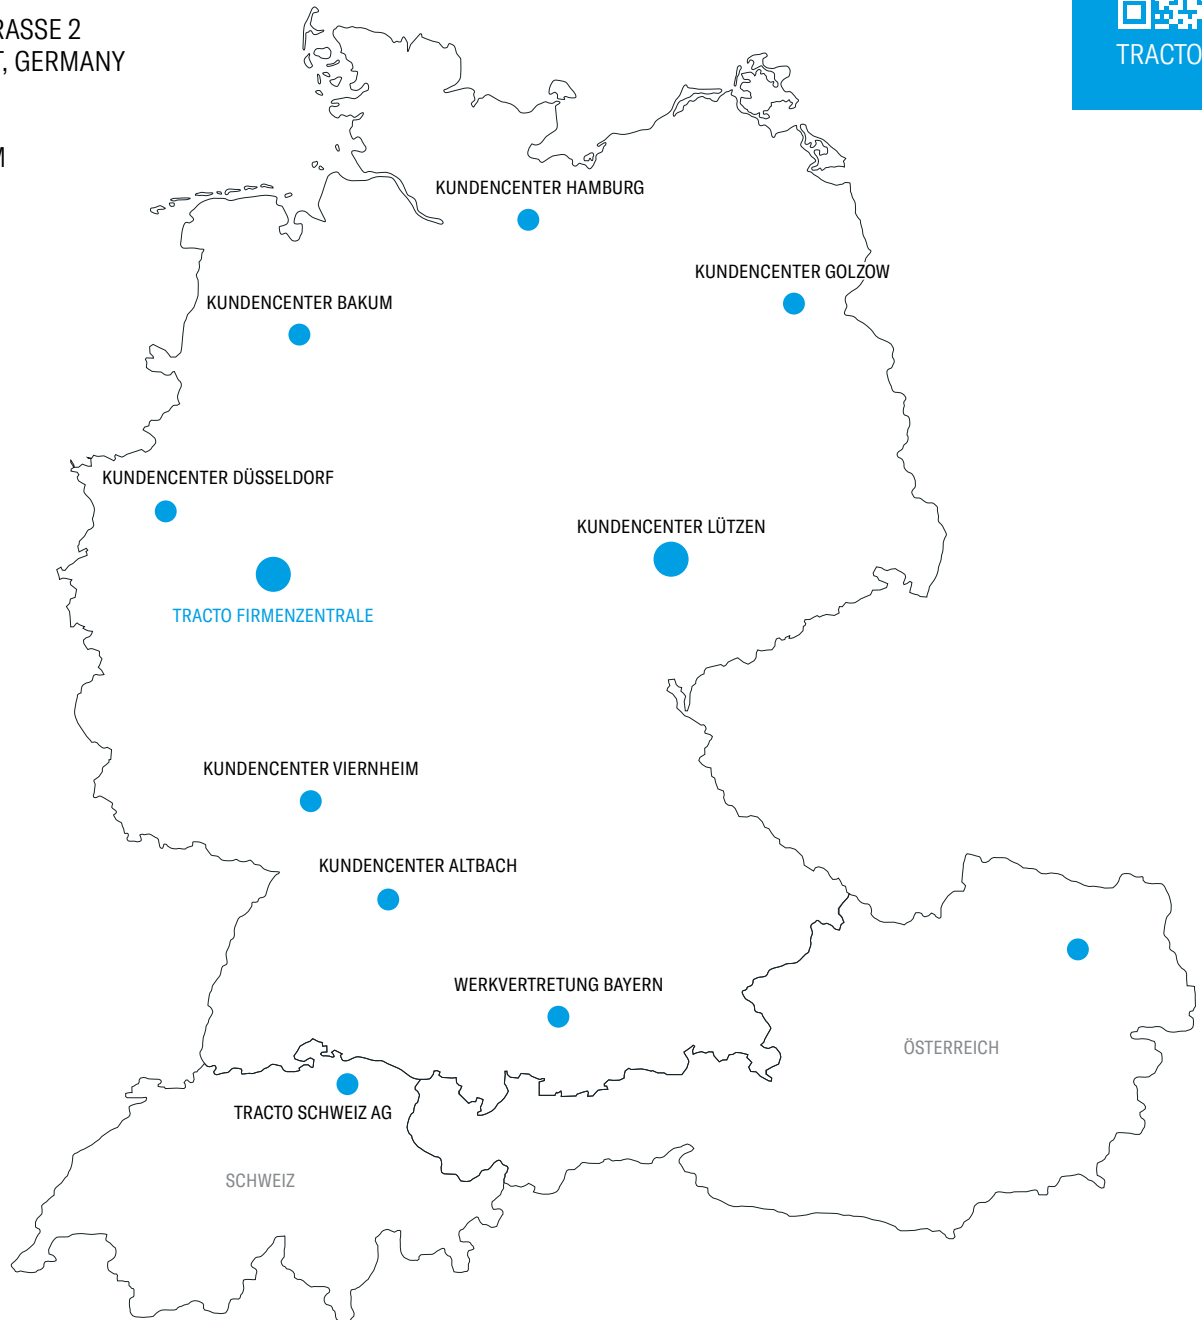 RASSE 2
, GERMANY
TRACTO
KUNDENCENTER HAMBURG
KUNDENCENTER GOLZOW
KUNDENCENTER BAKUM
KUNDENCENTER DÜSSELDORF
KUNDENCENTER LÜTZEN
TRACTO FIRMENZENTRALE
KUNDENCENTER VIERNHEIM
KUNDENCENTER ALTBACH
WERKVERTRETUNG BAYERN
ÖSTERREICH
TRACTO SCHWEIZ AG
SCHWEIZ